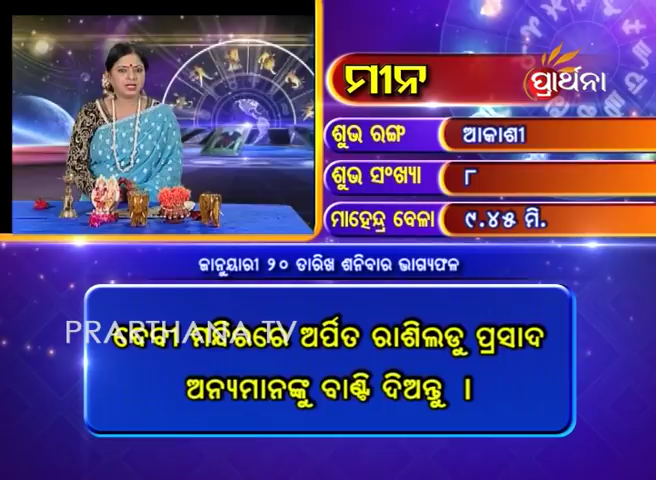 ମୀନ
ପ୍ରାର୍ଥନା
ଶୁଭ ରଙ୍ଗ ଆକାଶୀ
ଶୁଭ ସଂଖ୍ୟା ୮
ମାହେନ୍ଦ୍ର ବେଳା ୯.୪୫ ମି.
ଜାନୁୟାରୀ ୨୦ ତାରିଖ ଶନିବାର ଭାଗ୍ୟଫଳ
PRARTHANA TV
ଦେବୀ ମନ୍ଦିରରେ ଅର୍ପିତ ରାଶିଲଡୁ ପ୍ରସାଦ
ଅନ୍ୟମାନଙ୍କୁ ବାଣ୍ଟି ଦିଅନ୍ତୁ ।